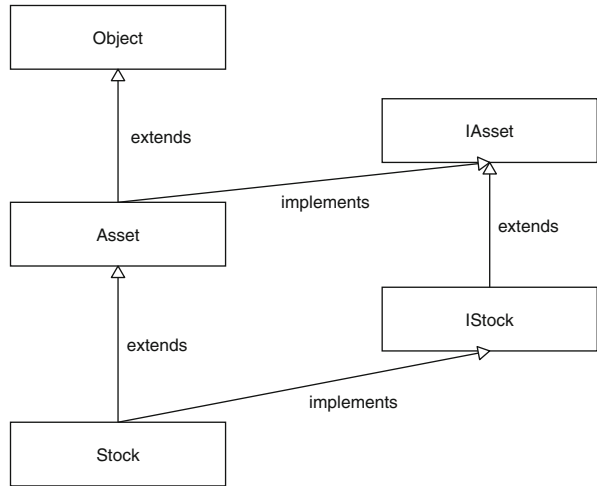 Object
IAsset
extends
implements
extends
Asset
IStock
extends
implements
Stock